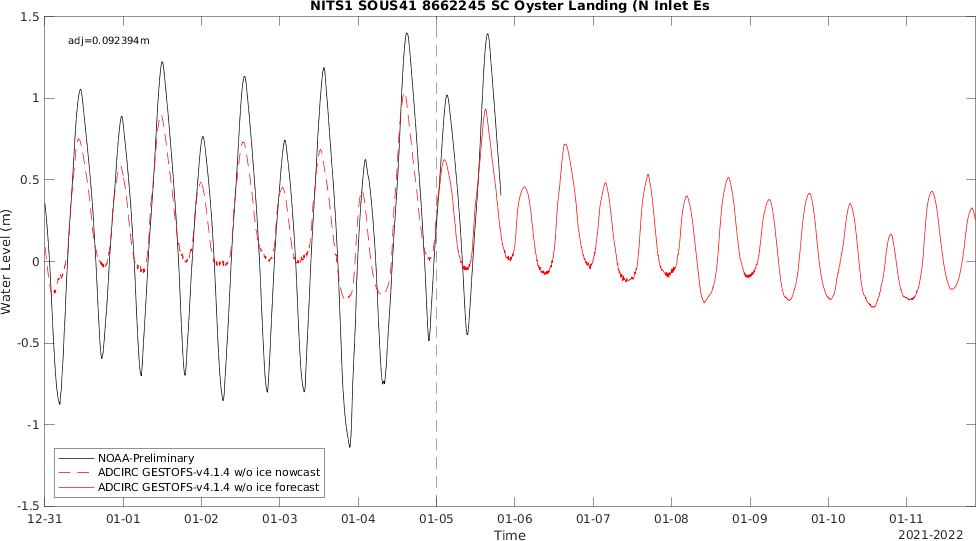 NITS1 SOUS41 8662245 SC Oyster Landing (N Inlet Es
adj=0.092394m
1.5
1
0.5
0
-0.5
-1
-1.5
Water Level (m)
NOAA-Preliminary
ADCIRC GESTOFS-v4.1.4 w/o ice nowcast
ADCIRC GESTOFS-v4.1.4 w/o ice forecast
12-31 01-01 01-02 01-03 01-04 01-05 01-06 01-07 01-08 01-09 01-10 01-11
Time
2021-2022